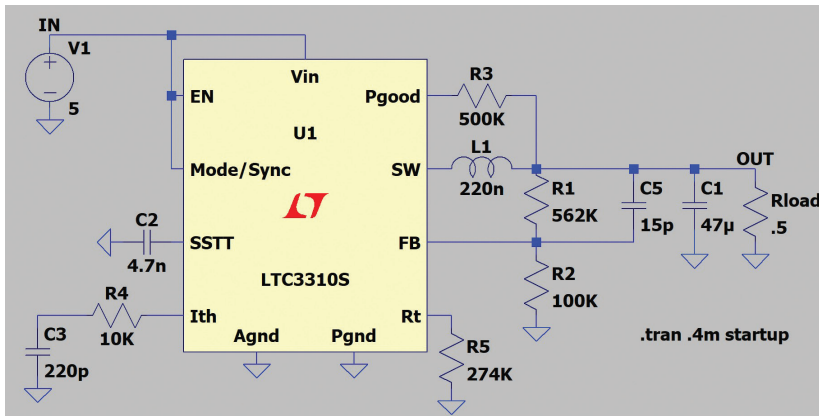 IN
V1
5
Vin
EN
Pgood
R3
500K
U1
L1
220n
Mode/Sync
SW
OUT
R1
562K
C5
15p
C1
47µ
Rload
.5
C2
4.7n
SSTT
FB
LTC3310S
R2
100K
R4
10K
Ith
Rt
C3
220p
Agnd
Pgnd
R5
274K
.tran .4m startup